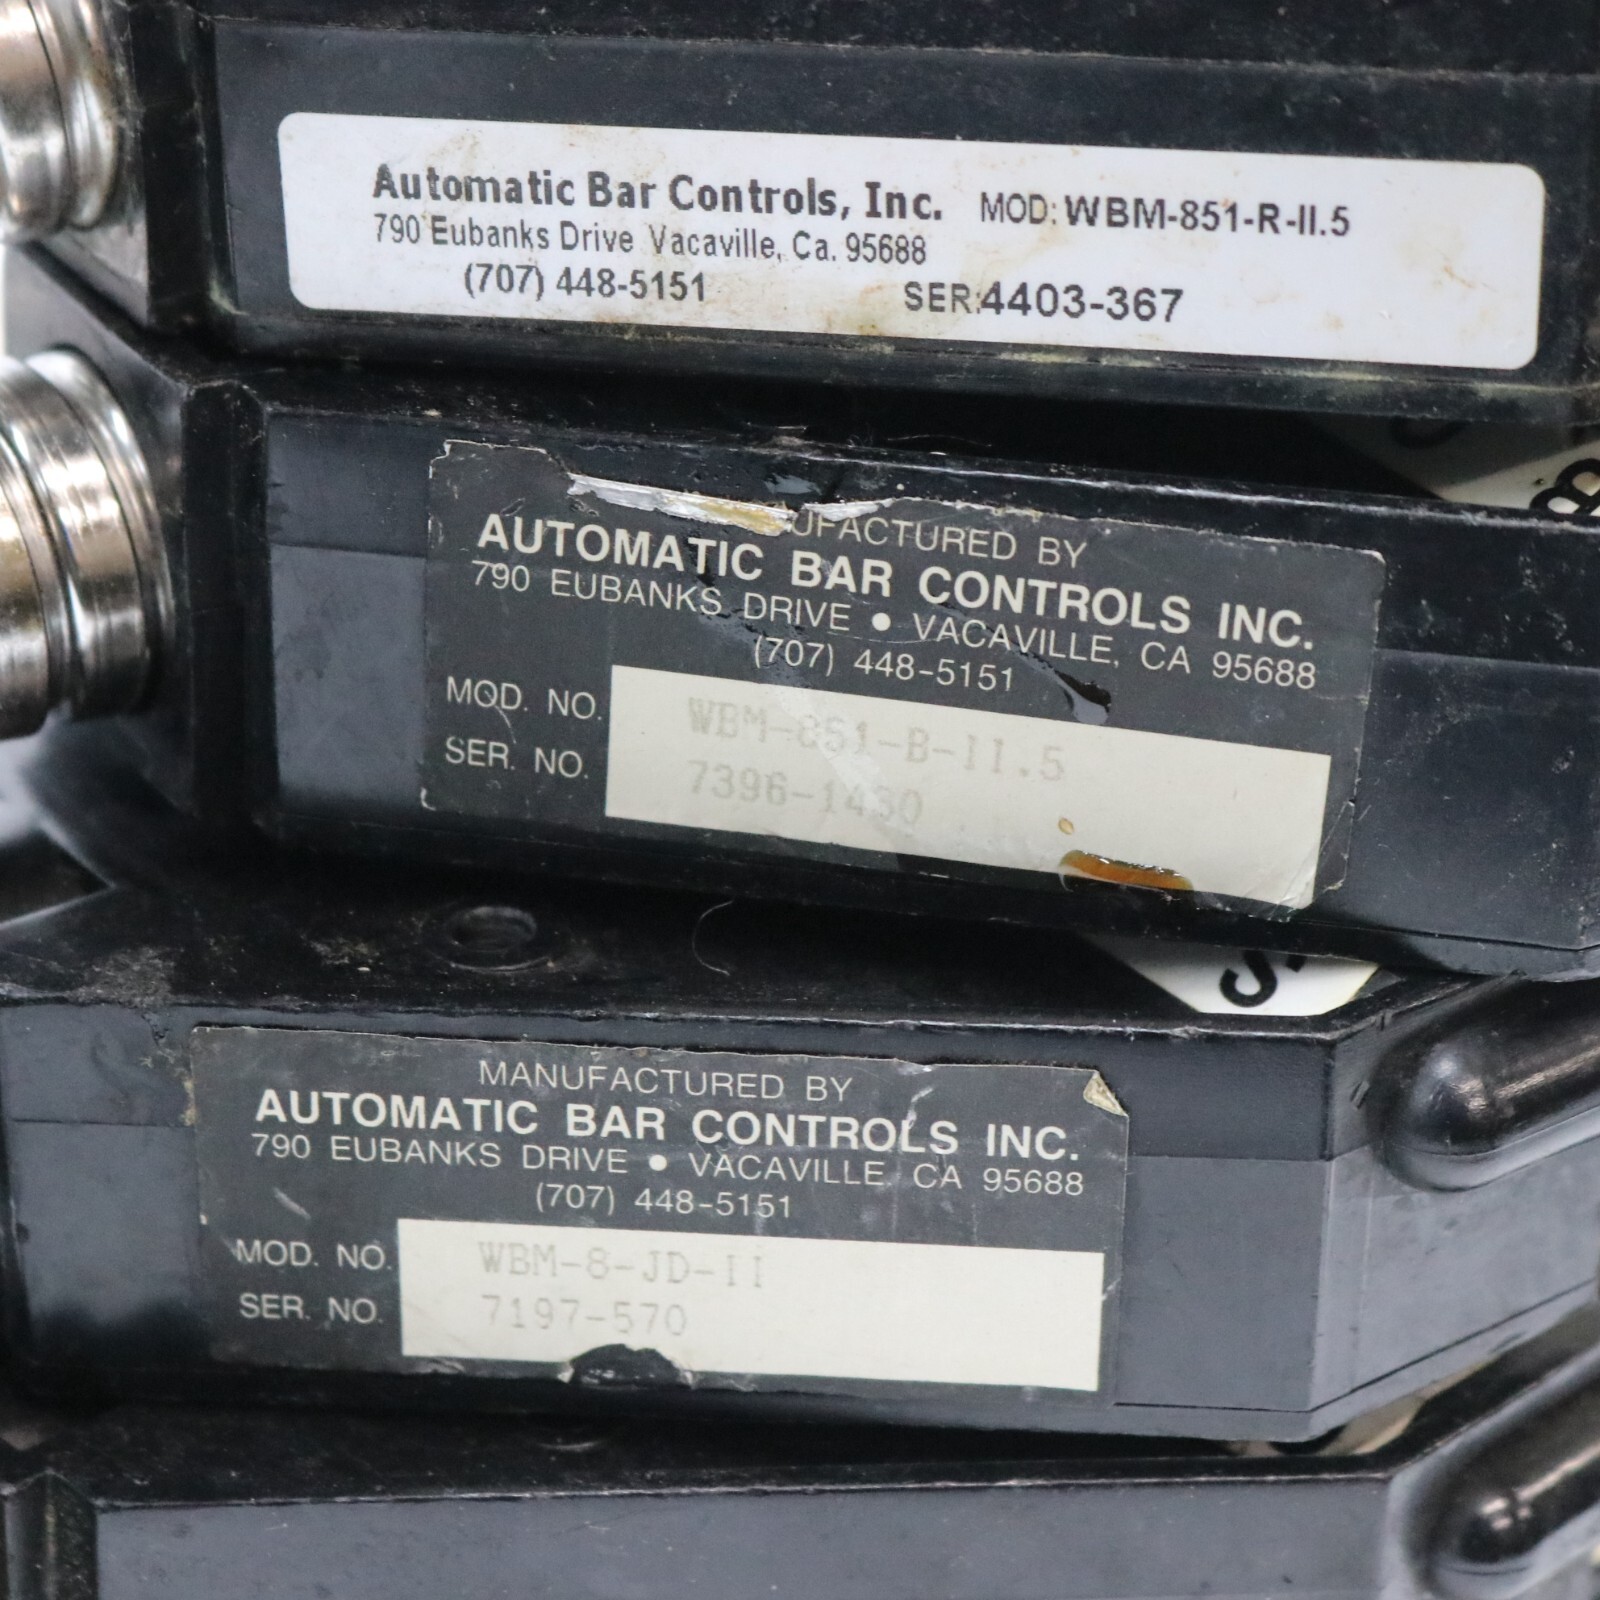 Automatic Bar Controls, Inc. MOD: WBM-851-R-II.5
790 Eubanks Drive Vacaville, Ca. 95688
(707) 448-5151 SER:4403-367
UFACTURED BY
AUTOMATIC BAR CONTROLS INC.
790 EUBANKS DRIVE • VACAVILLE, CA 95688
(707) 448-5151
MOD. NO. WBM-851-B-II.5
SER. NO. 7396-1430
MANUFACTURED BY
AUTOMATIC BAR CONTROLS INC.
790 EUBANKS DRIVE • VACAVILLE, CA 95688
(707) 448-5151
MOD. NO. WBM-8-JD-II
SER. NO. 7197-570